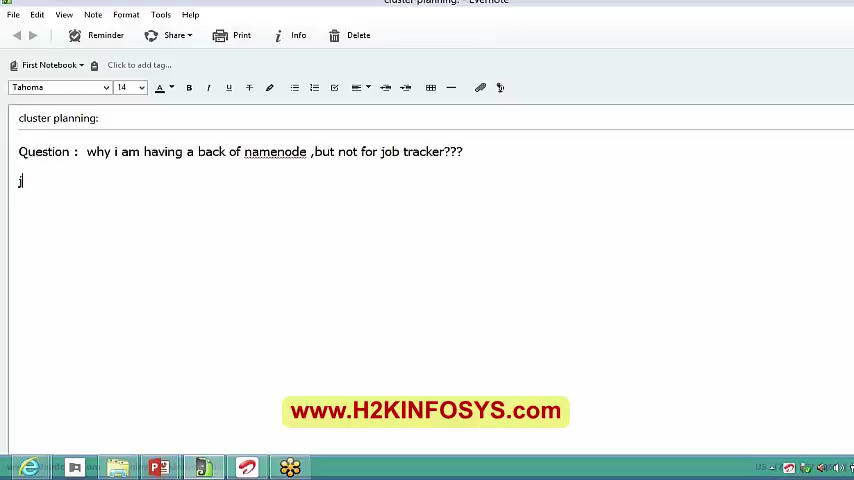 cluster planning: - Evernote
File Edit View Note Format Tools Help
Reminder Share Print Info Delete
First Notebook Click to add tag...
Tahoma 14 A B I U T
cluster planning:
Question : why i am having a back of namenode ,but not for job tracker???
j
www.H2KINFOSYS.com
US